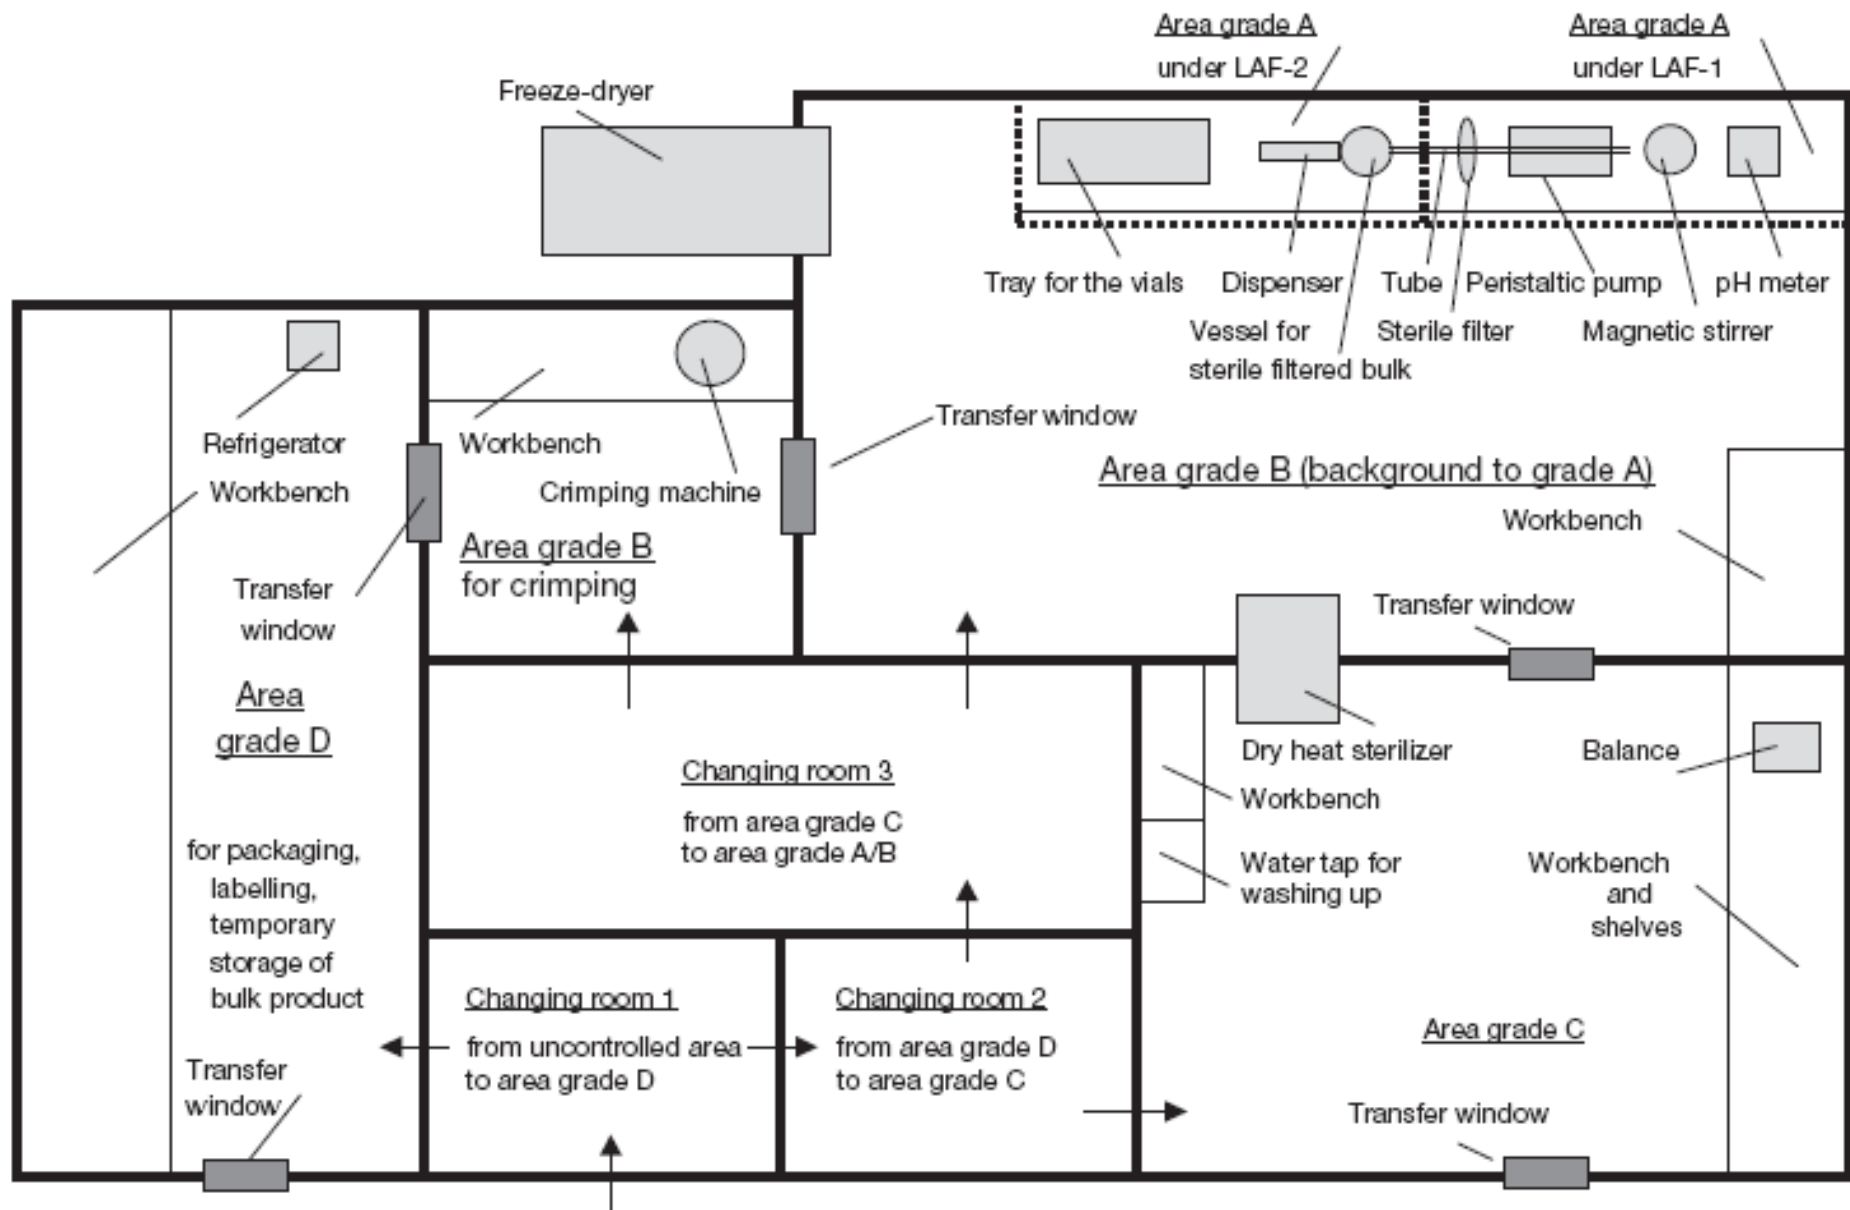 Area grade A
under LAF-2
Area grade A
under LAF-1
Freeze-dryer
Tray for the vials
Dispenser
Tube
Peristaltic pump
pH meter
Vessel for
sterile filtered bulk
Sterile filter
Magnetic stirrer
Refrigerator
Workbench
Workbench
Crimping machine
Transfer window
Area grade B
for crimping
Area grade B (background to grade A)
Workbench
Transfer
window
Transfer window
Area
grade D
for packaging,
labelling,
temporary
storage of
bulk product
Transfer
window
Changing room 3
from area grade C
to area grade A/B
Changing room 1
from uncontrolled area
to area grade D
Changing room 2
from area grade D
to area grade C
Dry heat sterilizer
Balance
Workbench
Water tap for
washing up
Workbench
and
shelves
Area grade C
Transfer window